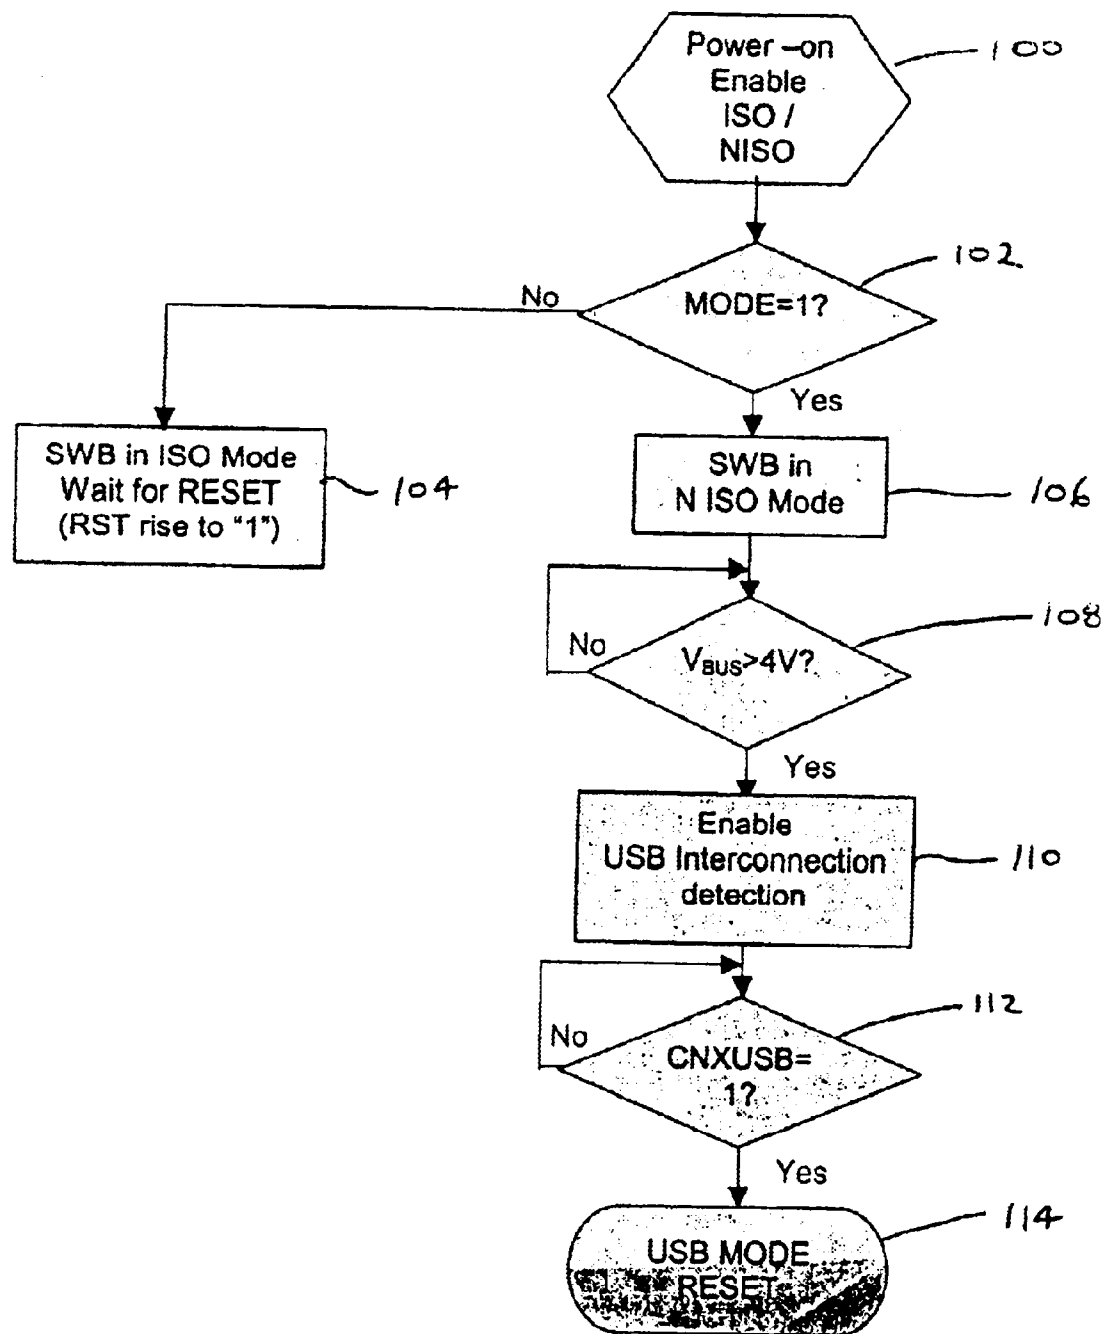 Power –on
Enable
ISO /
NISO
100
MODE=1?
102
No
Yes
SWB in ISO Mode
Wait for RESET
(RST rise to “1”)
104
SWB in
N ISO Mode
106
VBUS>4V?
108
No
Yes
Enable
USB Interconnection
detection
110
CNXUSB=
1?
112
No
Yes
USB MODE
RESET
114